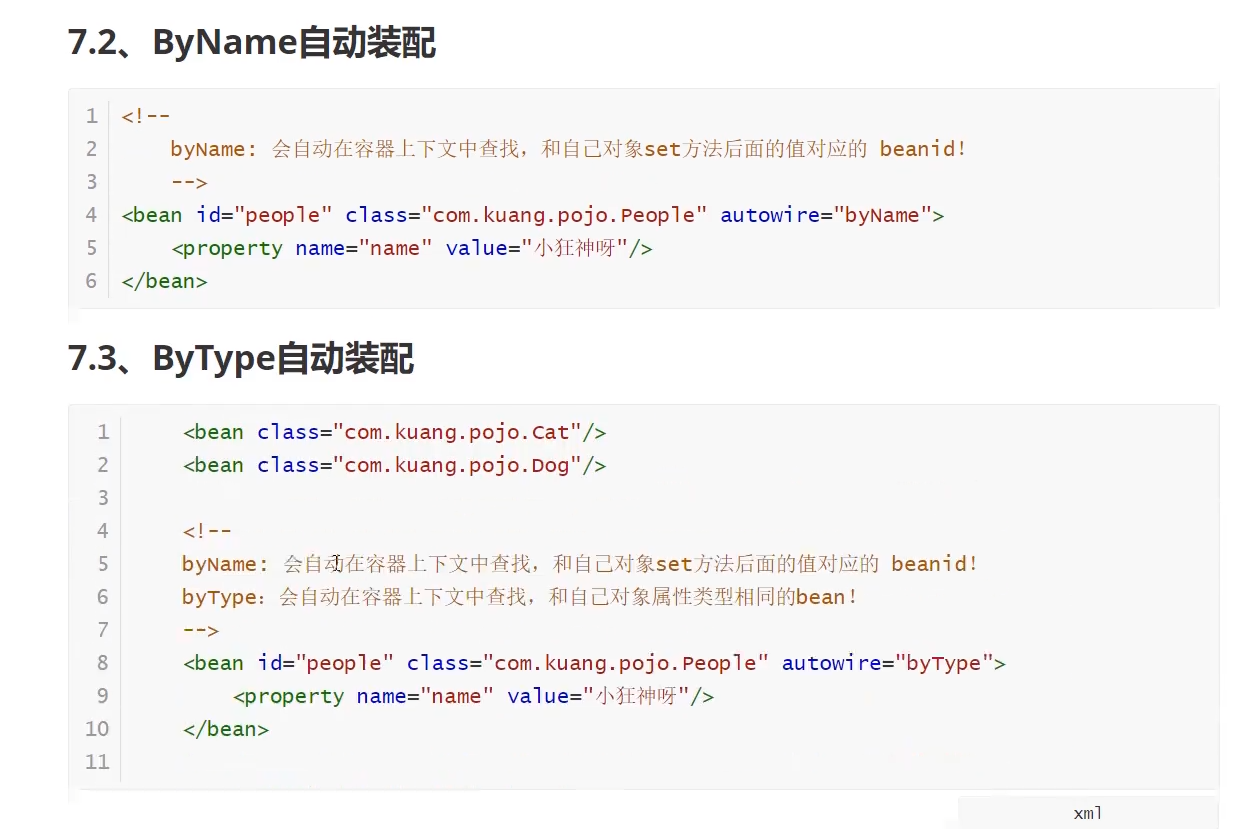 7.2、ByName自动装配
1 <!--
2 byName: 会自动在容器上下文中查找，和自己对象set方法后面的值对应的 beanid!
3 -->
4 <bean id="people" class="com.kuang.pojo.People" autowire="byName">
5 <property name="name" value="小狂神呀"/>
6 </bean>
7.3、ByType自动装配
1 <bean class="com.kuang.pojo.Cat"/>
2 <bean class="com.kuang.pojo.Dog"/>
3
4 <!--
5 byName: 会自动在容器上下文中查找，和自己对象set方法后面的值对应的 beanid!
6 byType：会自动在容器上下文中查找，和自己对象属性类型相同的bean！
7 -->
8 <bean id="people" class="com.kuang.pojo.People" autowire="byType">
9 <property name="name" value="小狂神呀"/>
10 </bean>
11
xml